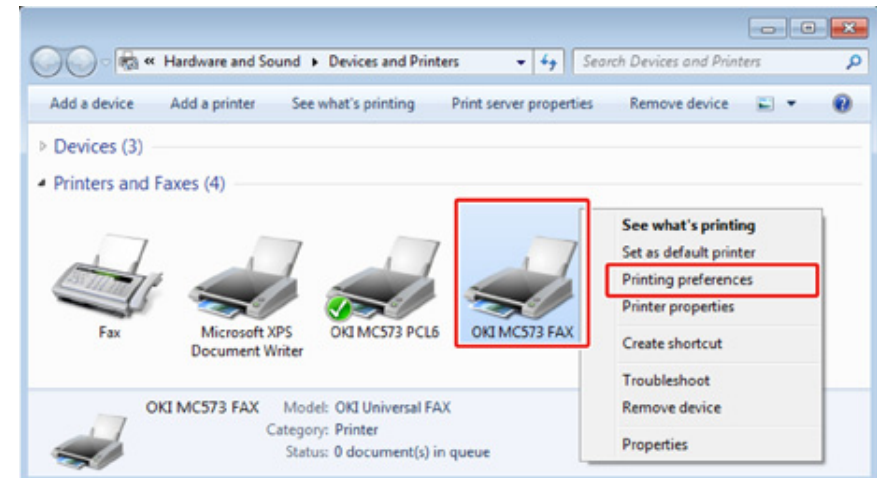 « Hardware and Sound ▸ Devices and Printers Search Devices and Printers
Add a device Add a printer See what's printing Print server properties Remove device
Devices (3)
Printers and Faxes (4)
Fax
Microsoft XPS
Document Writer
OKI MC573 PCL6
OKI MC573 FAX
See what's printing
Set as default printer
Printing preferences
Printer properties
Create shortcut
Troubleshoot
Remove device
Properties
OKI MC573 FAX Model: OKI Universal FAX
Category: Printer
Status: 0 document(s) in queue